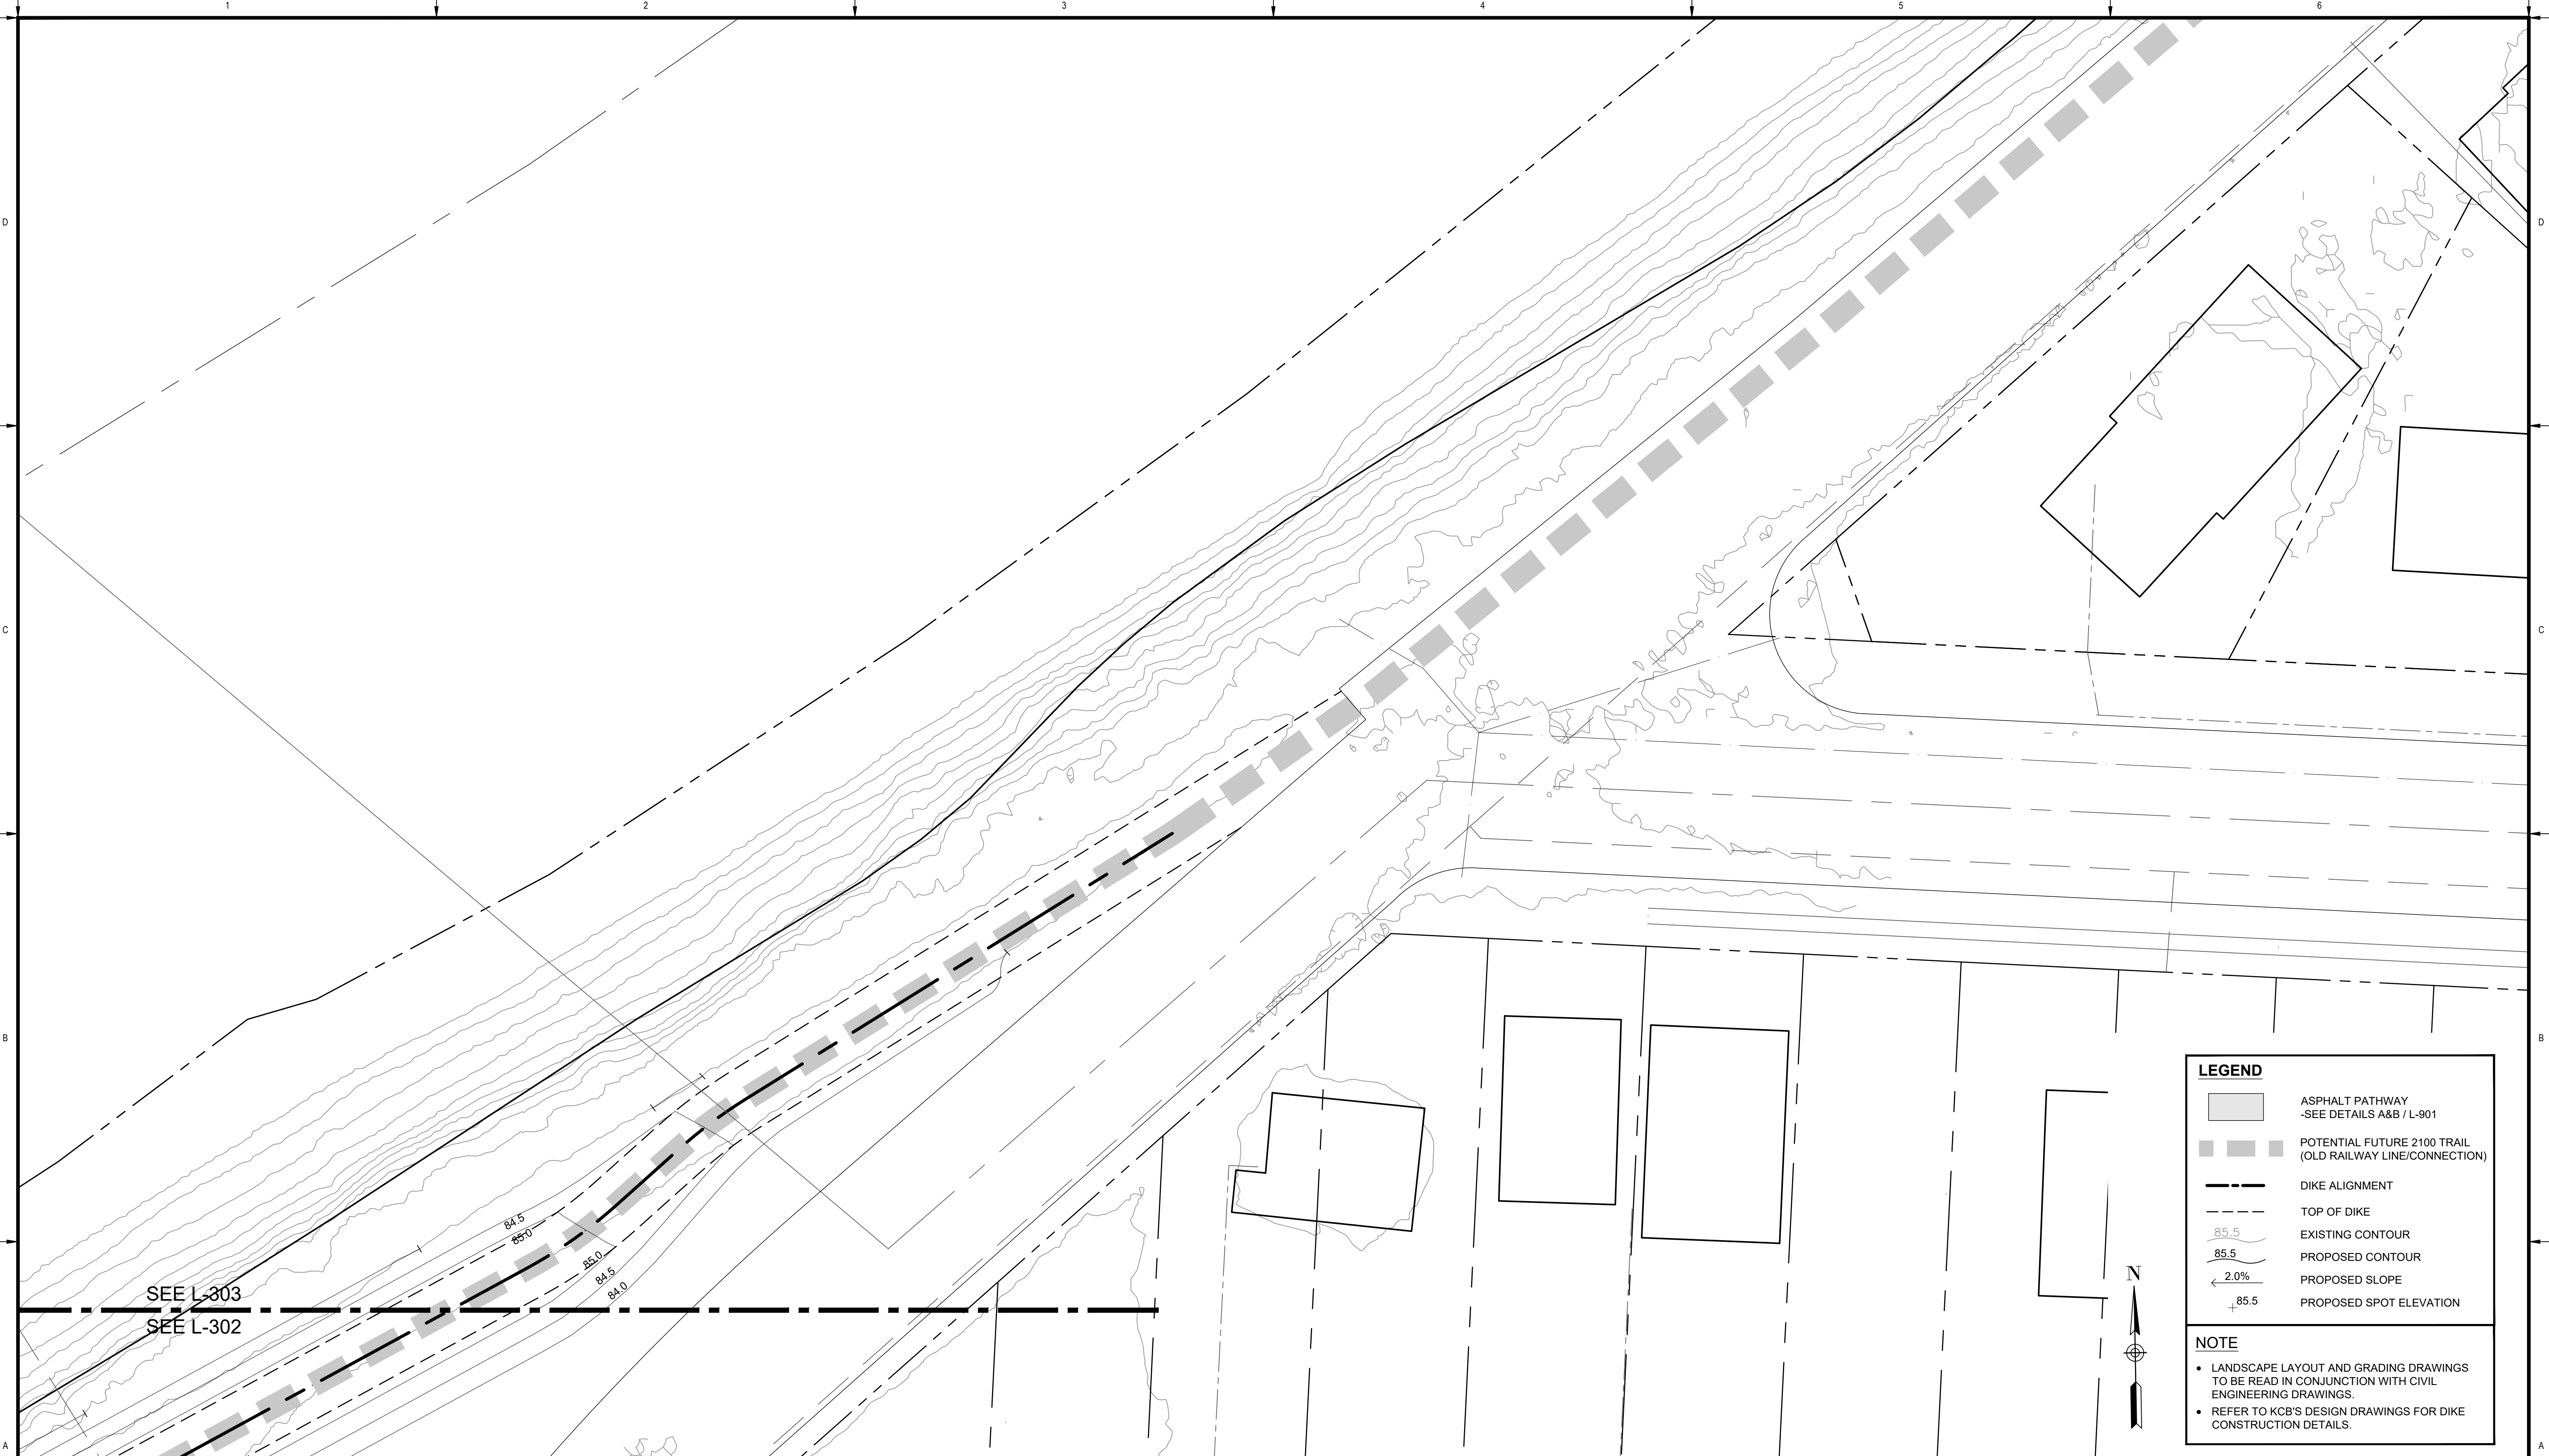 1 2 3 4 5 6
D D
C C
B B
A A
84.5
85.0
85.0
84.5
84.0
SEE L-303
SEE L-302
N
LEGEND
ASPHALT PATHWAY
-SEE DETAILS A&B / L-901
POTENTIAL FUTURE 2100 TRAIL
(OLD RAILWAY LINE/CONNECTION)
DIKE ALIGNMENT
TOP OF DIKE
85.5 EXISTING CONTOUR
85.5 PROPOSED CONTOUR
2.0% PROPOSED SLOPE
85.5 PROPOSED SPOT ELEVATION
NOTE
• LANDSCAPE LAYOUT AND GRADING DRAWINGS
TO BE READ IN CONJUNCTION WITH CIVIL
ENGINEERING DRAWINGS.
• REFER TO KCB'S DESIGN DRAWINGS FOR DIKE
CONSTRUCTION DETAILS.